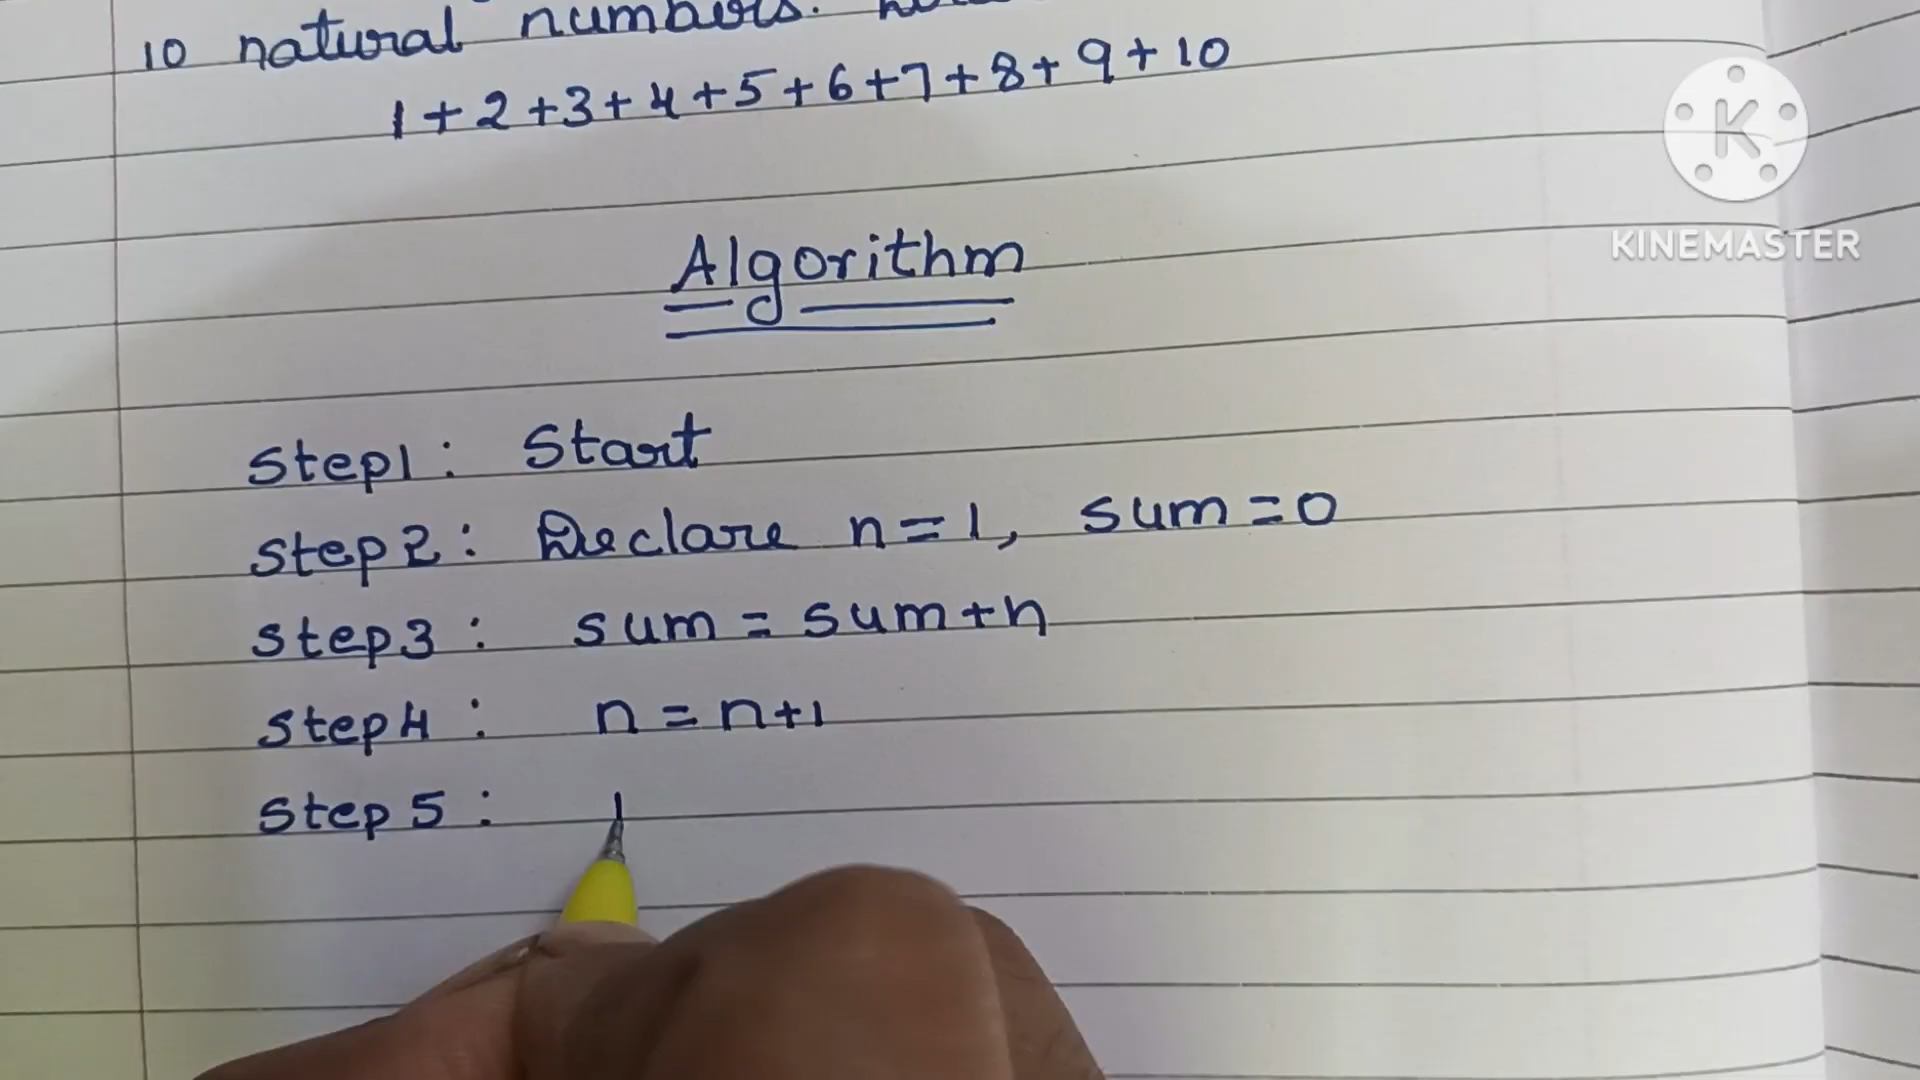 10 natural numbers.
1+2+3+4+5+6+7+8+9+10
K
KINEMASTER
Algorithm
Step1: Start
Step2: Declare n=1, sum=0
Step3: sum = sum+n
Step4: n = n+1
Step5: